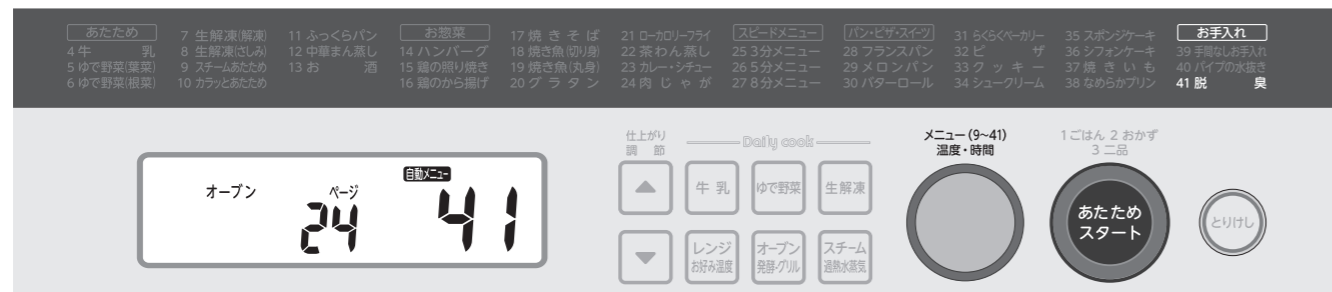 あたため
4 牛 乳
5 ゆで野菜(葉菜)
6 ゆで野菜(根菜)
7 生解凍(解凍)
8 生解凍(さしみ)
9 スチームあたため
10 カラッとあたため
11 ふっくらパン
12 中華まん蒸し
13 お 酒
お惣菜
14 ハンバーグ
15 鶏の照り焼き
16 鶏のから揚げ
17 焼きそば
18 焼き魚(切り身)
19 焼き魚(丸身)
20 グラタン
21 ローカロリーフライ
22 茶わん蒸し
23 カレー・シチュー
24 肉じゃが
スピードメニュー
25 3分メニュー
26 5分メニュー
27 8分メニュー
パン・ピザ・スイーツ
28 フランスパン
29 メロンパン
30 バターロール
31 らくらくベーカリー
32 ピ ザ
33 クッキー
34 シュークリーム
35 スポンジケーキ
36 シフォンケーキ
37 焼きいも
38 なめらかプリン
お手入れ
39 手間なしお手入れ
40 パイプの水抜き
41 脱 臭
オーブン
ページ
24
自動メニュー
41
仕上がり
調 節
Daily cook
牛 乳
ゆで野菜
生解凍
レンジ
お好み温度
オーブン
発酵・グリル
スチーム
過熱水蒸気
メニュー(9~41)
温度・時間
1 ごはん 2 おかず
3 二品
あたため
スタート
とりけし